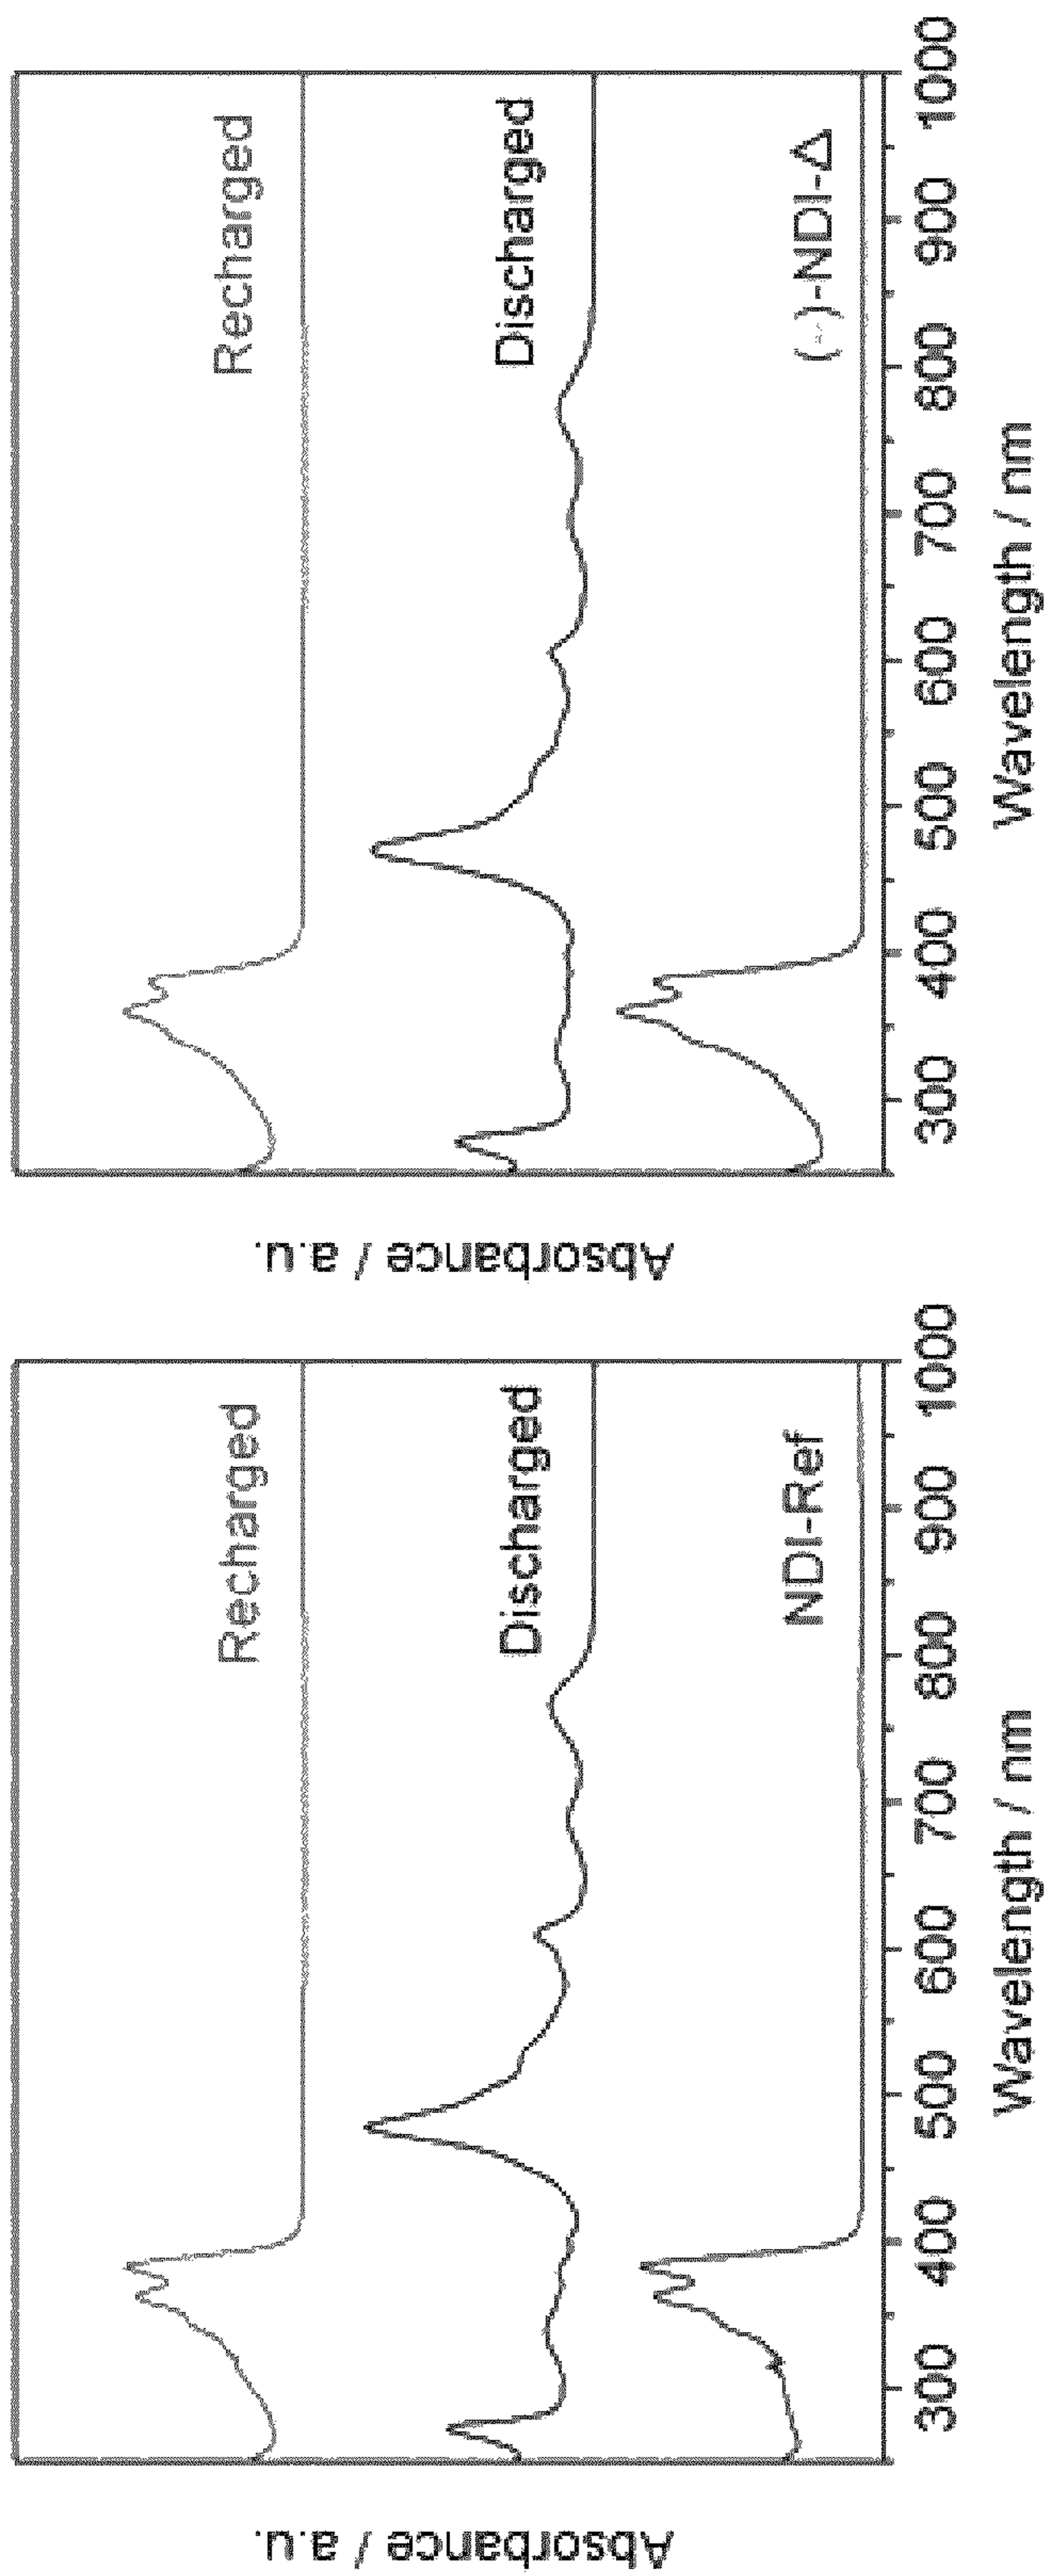 Absorbance / a.u.
Recharged
Discharged
NDI-Ref
300 400 500 600 700 800 900 1000
Wavelength / nm
Absorbance / a.u.
Recharged
Discharged
(-)-NDI-Δ
300 400 500 600 700 800 900 1000
Wavelength / nm